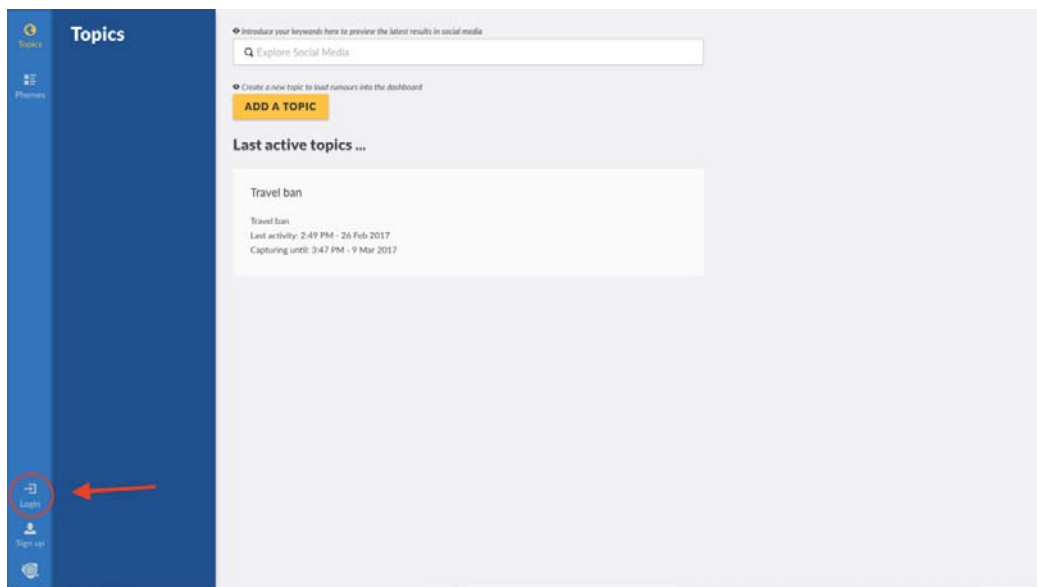 Topics
Phemes
Login
Sign up
Topics
Introduce your keywords here to preview the latest results in social media
Explore Social Media
Create a new topic to load rumours into the dashboard
ADD A TOPIC
Last active topics ...
Travel ban
Travel ban
Last activity: 2:49 PM - 26 Feb 2017
Capturing until: 3:47 PM - 9 Mar 2017